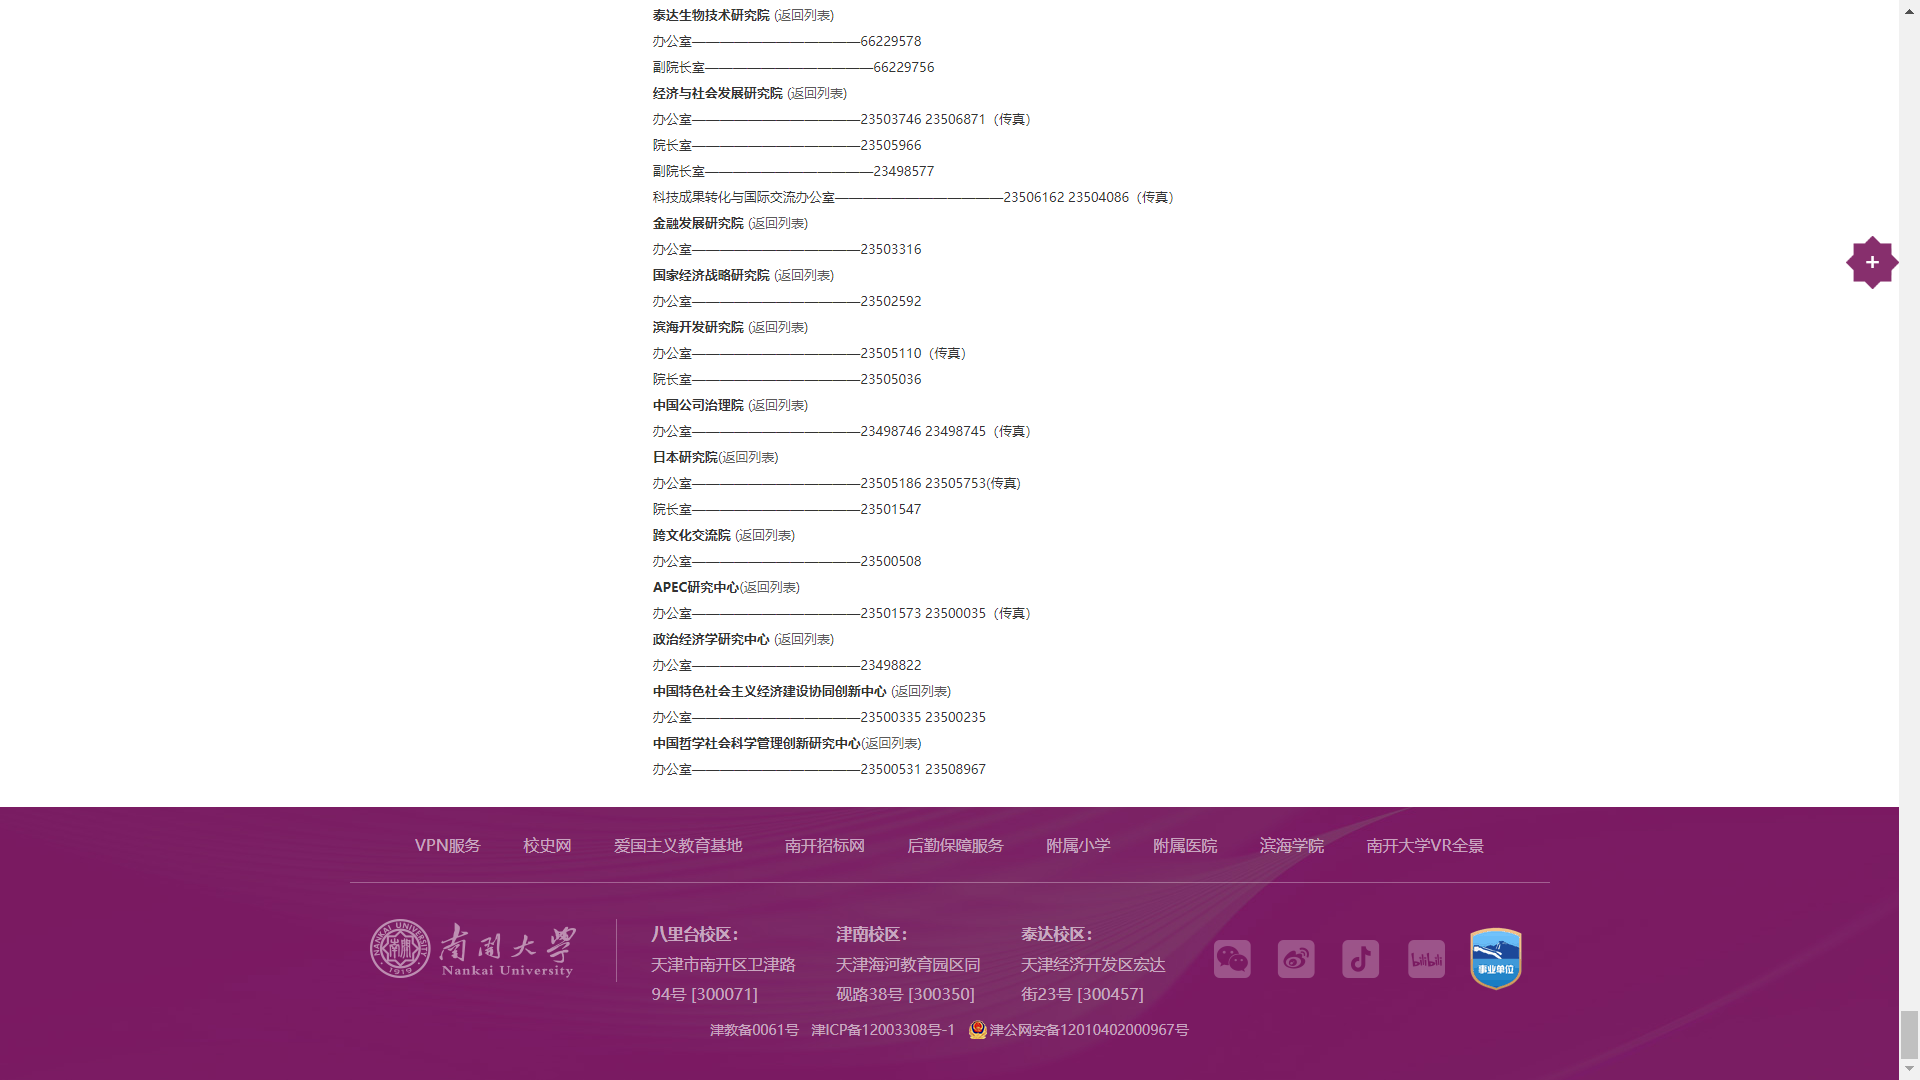 泰达生物技术研究院 (返回列表)
办公室—————————————66229578
副院长室—————————————66229756
经济与社会发展研究院 (返回列表)
办公室—————————————23503746 23506871（传真）
院长室—————————————23505966
副院长室—————————————23498577
科技成果转化与国际交流办公室—————————————23506162 23504086（传真）
金融发展研究院 (返回列表)
办公室—————————————23503316
国家经济战略研究院 (返回列表)
办公室—————————————23502592
滨海开发研究院 (返回列表)
办公室—————————————23505110（传真）
院长室—————————————23505036
中国公司治理院 (返回列表)
办公室—————————————23498746 23498745（传真）
日本研究院(返回列表)
办公室—————————————23505186 23505753(传真)
院长室—————————————23501547
跨文化交流院 (返回列表)
办公室—————————————23500508
APEC研究中心(返回列表)
办公室—————————————23501573 23500035（传真）
政治经济学研究中心 (返回列表)
办公室—————————————23498822
中国特色社会主义经济建设协同创新中心 (返回列表)
办公室—————————————23500335 23500235
中国哲学社会科学管理创新研究中心(返回列表)
办公室—————————————23500531 23508967
VPN服务 校史网 爱国主义教育基地 南开招标网 后勤保障服务 附属小学 附属医院 滨海学院 南开大学VR全景
NANKAI UNIVERSITY
南开
1919
南開大學
Nankai University
八里台校区：
天津市南开区卫津路
94号 [300071]
津南校区：
天津海河教育园区同
砚路38号 [300350]
泰达校区：
天津经济开发区宏达
街23号 [300457]
bilibili
事业单位
津教备0061号 津ICP备12003308号-1 津公网安备12010402000967号